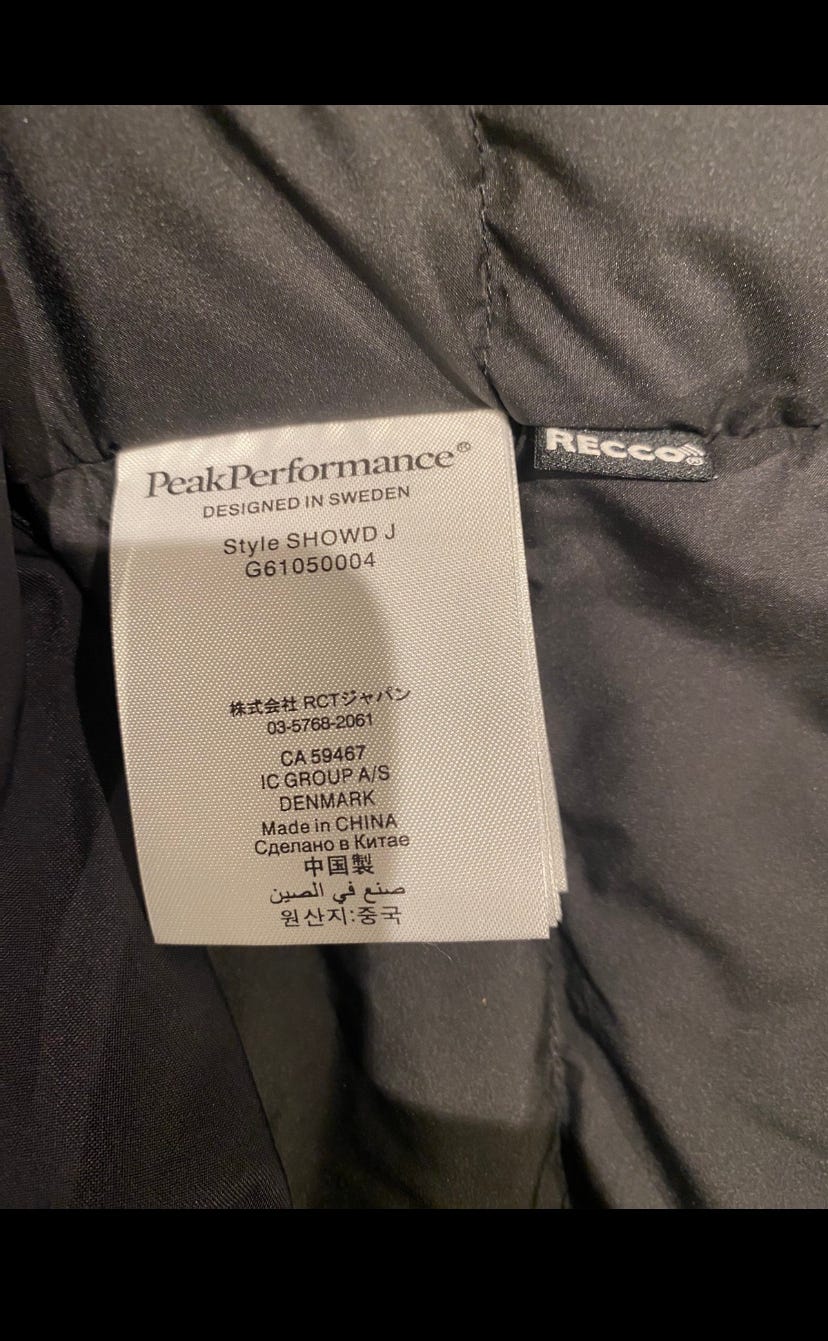 PeakPerformance®
DESIGNED IN SWEDEN
Style SHOWD J
G61050004
RECCO®
株式会社 RCTジャパン
03-5768-2061
CA 59467
IC GROUP A/S
DENMARK
Made in CHINA
Сделано в Китае
中国製
صنع في الصين
원산지:중국